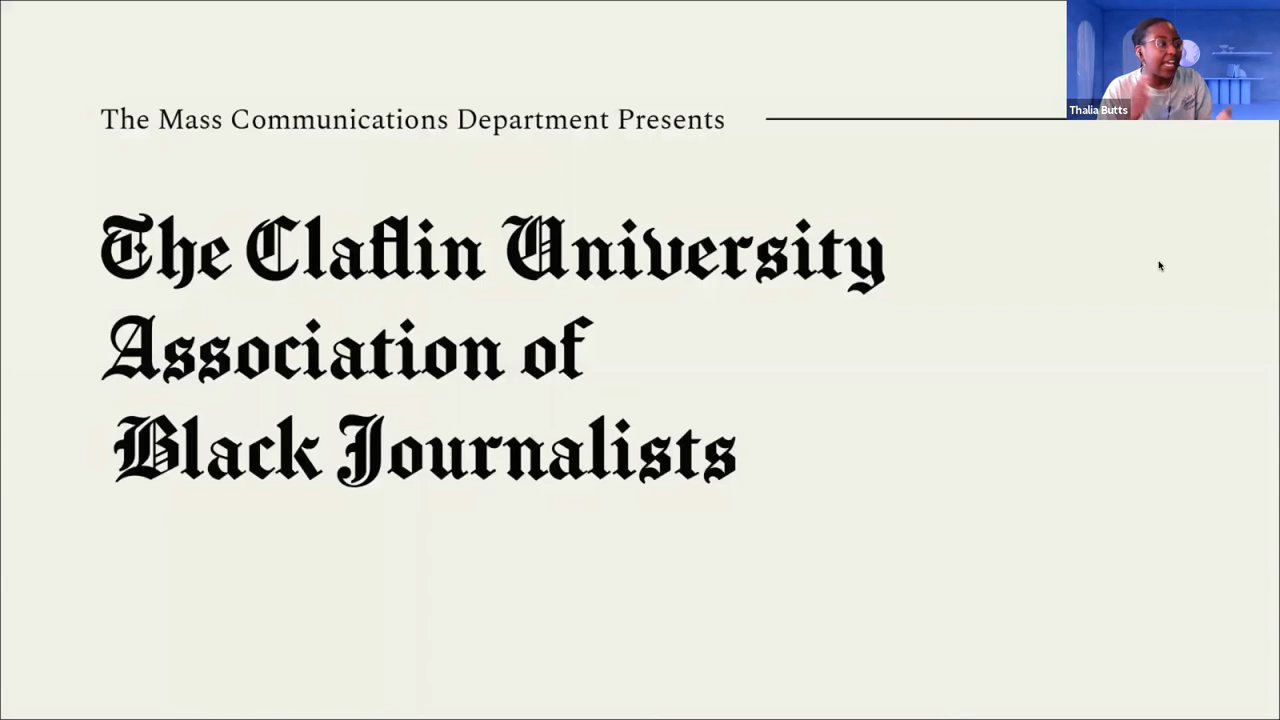 The Mass Communications Department Presents
Thalia Butts
The Claflin University
Association of
Black Journalists